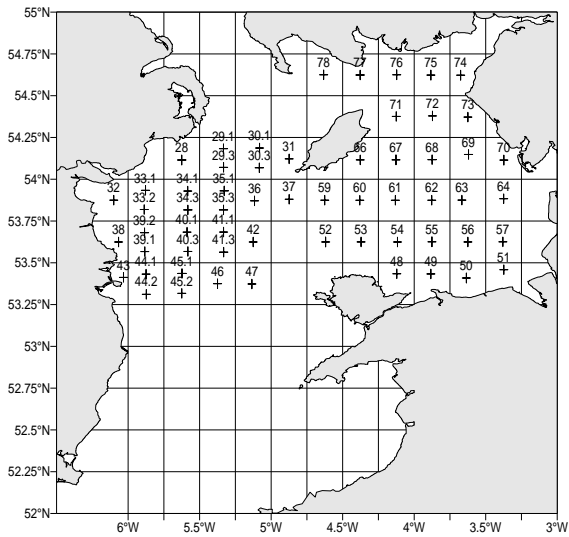 55°N
78 77 76 75 74
54.75°N
54.5°N
71 72 73
54.25°N
28 29.1 30.1 31 66 67 68 69 70
29.3 30.3
54°N
32 33.1 34.1 35.1 36 37 59 60 61 62 63 64
33.2 34.3 35.3
53.75°N
38 39.2 40.1 41.1 42 52 53 54 55 56 57
39.1 40.3 41.3
53.5°N
43 44.1 45.1 46 47 48 49 50 51
44.2 45.2
53.25°N
53°N
52.75°N
52.5°N
52.25°N
52°N
6°W 5.5°W 5°W 4.5°W 4°W 3.5°W 3°W